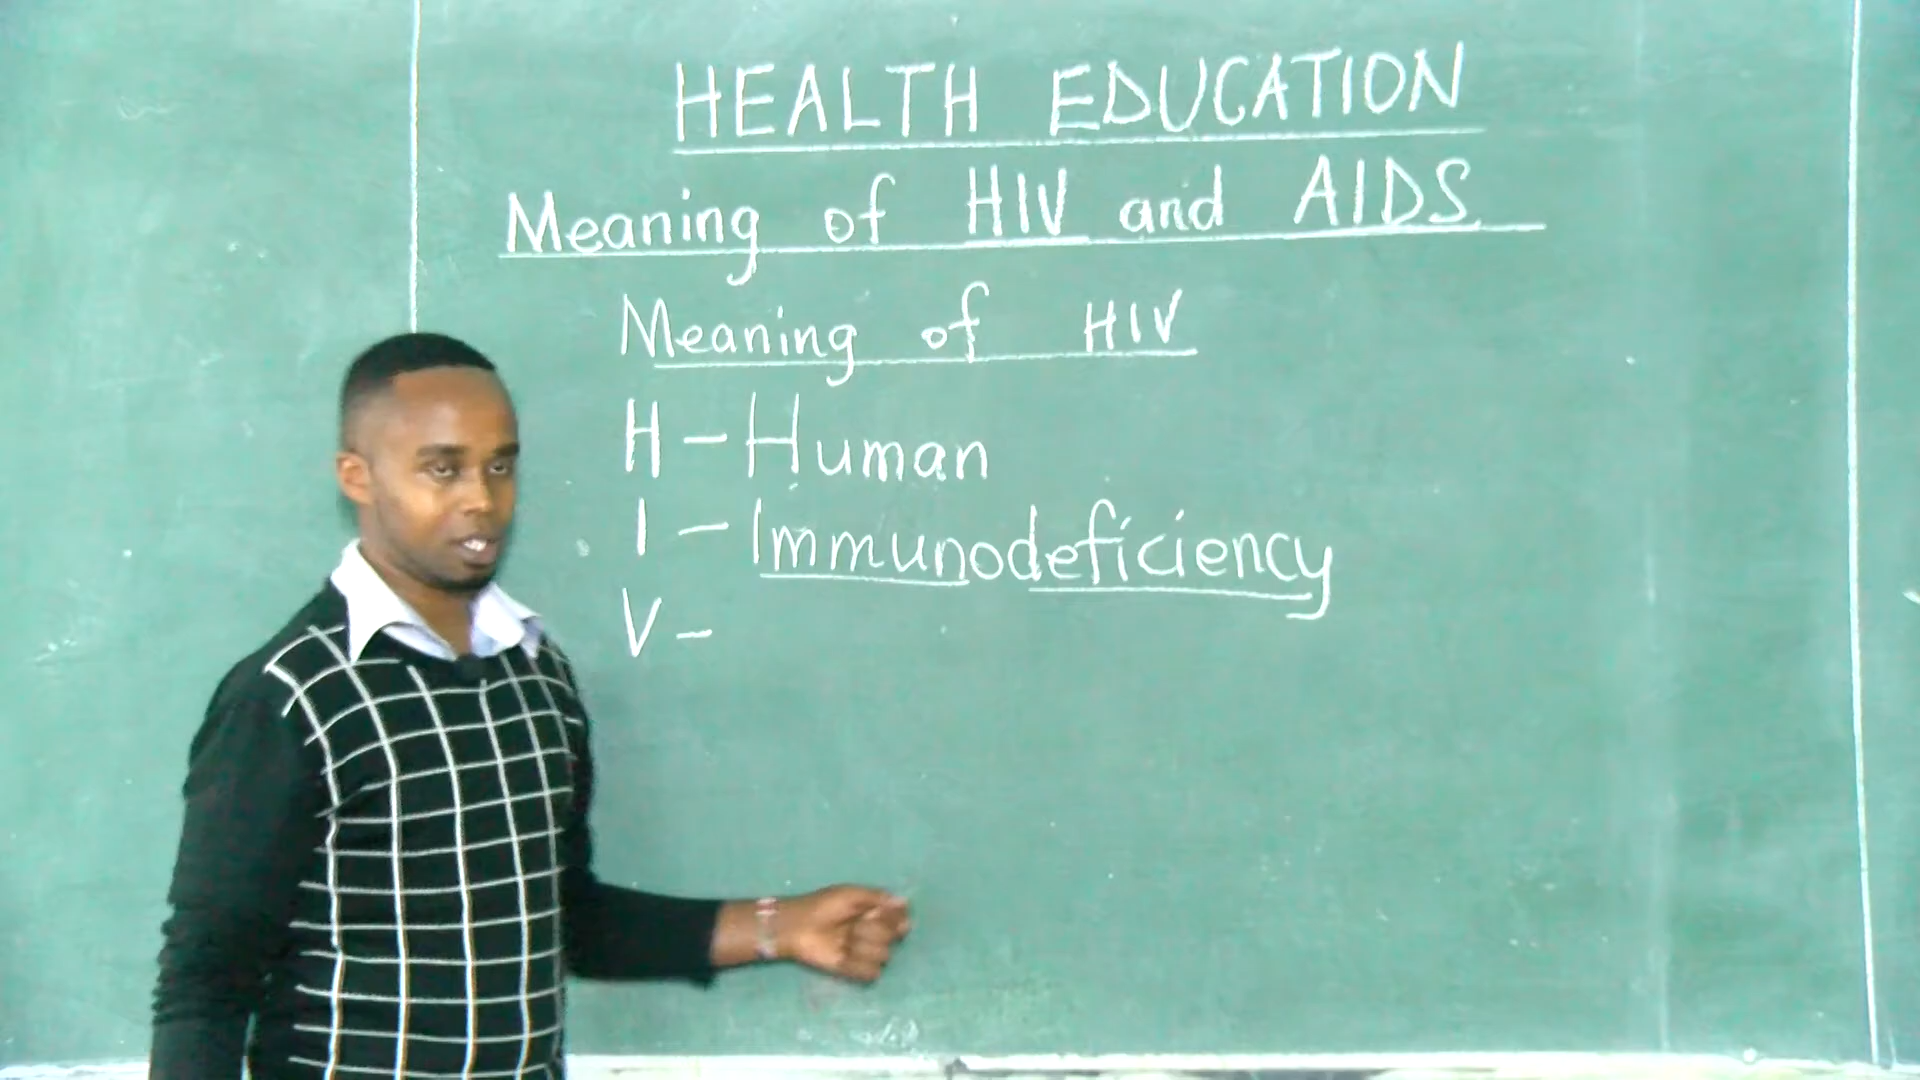 HEALTH EDUCATION
Meaning of HIV and AIDS
Meaning of HIV
H - Human
I - Immunodeficiency
V -